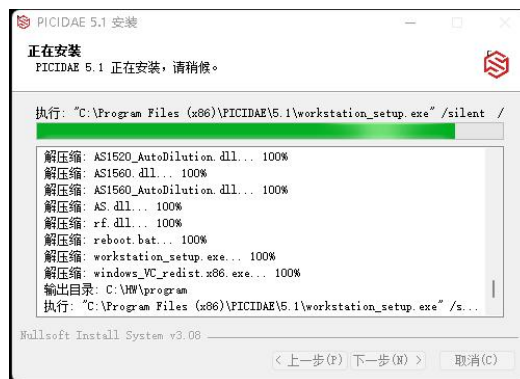 PICIDAE 5.1 安装
正在安装
PICIDAE 5.1 正在安装，请稍候。
执行: "C:\Program Files (x86)\PICIDAE\5.1\workstation_setup.exe" /silent /
解压缩: AS1520_AutoDilution.dll... 100%
解压缩: AS1560.dll... 100%
解压缩: AS1560_AutoDilution.dll... 100%
解压缩: AS.dll... 100%
解压缩: rf.dll... 100%
解压缩: reboot.bat... 100%
解压缩: workstation_setup.exe... 100%
解压缩: windows_VC_redist.x86.exe... 100%
输出目录: C:\HW\program
执行: "C:\Program Files (x86)\PICIDAE\5.1\workstation_setup.exe" /s...
Nullsoft Install System v3.08
< 上一步(P) 下一步(N) > 取消(C)